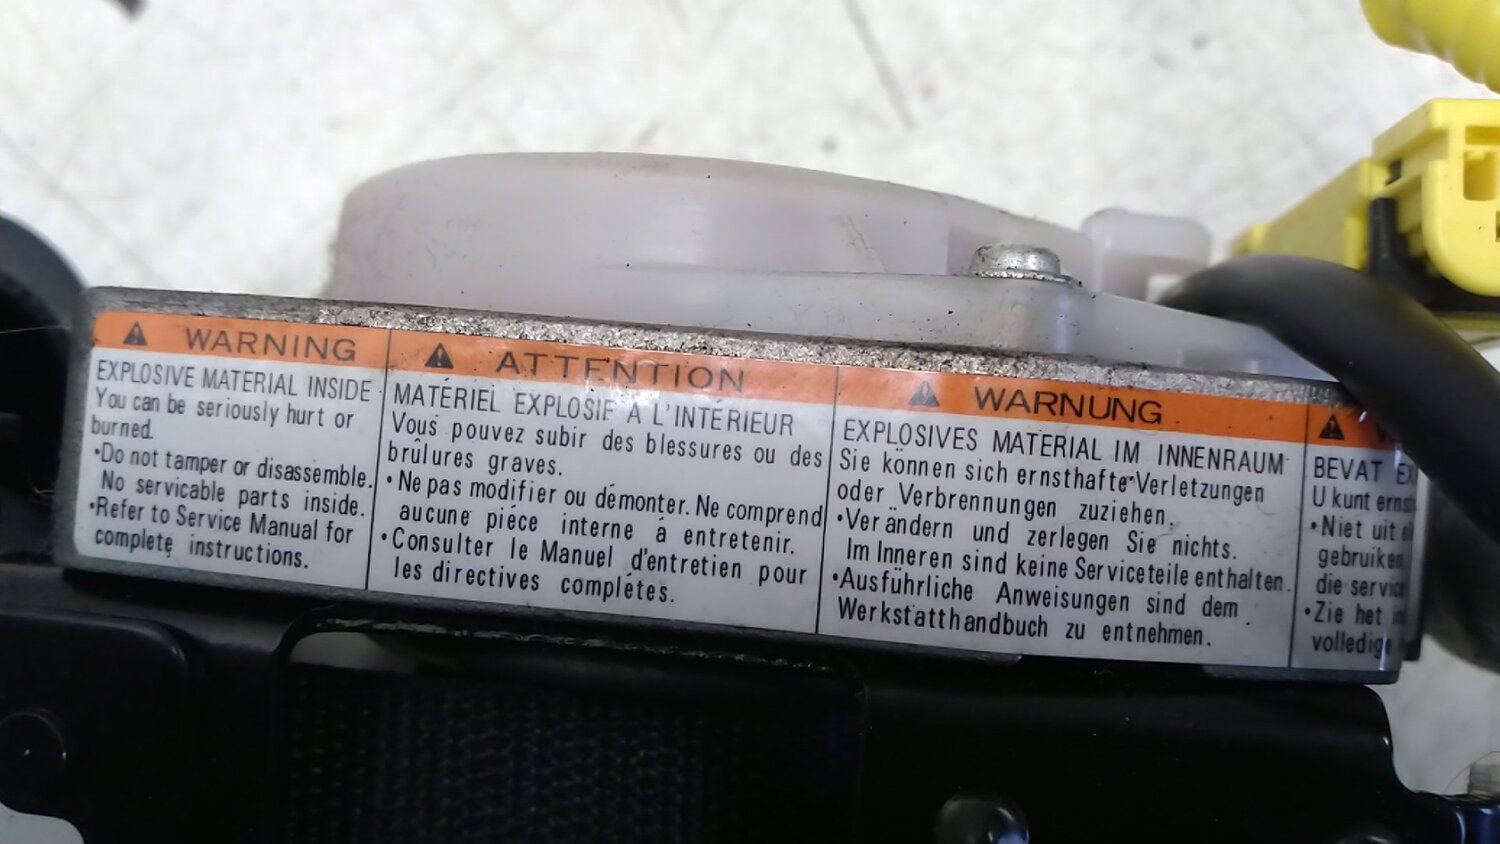 WARNING
EXPLOSIVE MATERIAL INSIDE
You can be seriously hurt or
burned.
•Do not tamper or disassemble.
No servicable parts inside.
•Refer to Service Manual for
complete instructions.
ATTENTION
MATÉRIEL EXPLOSIF À L'INTÉRIEUR
Vous pouvez subir des blessures ou des
brûlures graves.
•Ne pas modifier ou démonter. Ne comprend
aucune piéce interne á entretenir.
•Consulter le Manuel d'entretien pour
les directives complétes.
WARNUNG
EXPLOSIVES MATERIAL IM INNENRAUM
Sie können sich ernsthafte Verletzungen
oder Verbrennungen zuziehen.
•Ver ändern und zerlegen Sie nichts.
Im Inneren sind keine Serviceteile enthalten.
•Ausführliche Anweisungen sind dem
Werkstatthandbuch zu entnehmen.
BEVAT
U kunt
•Niet uit
gebruiken
die
•Zie het